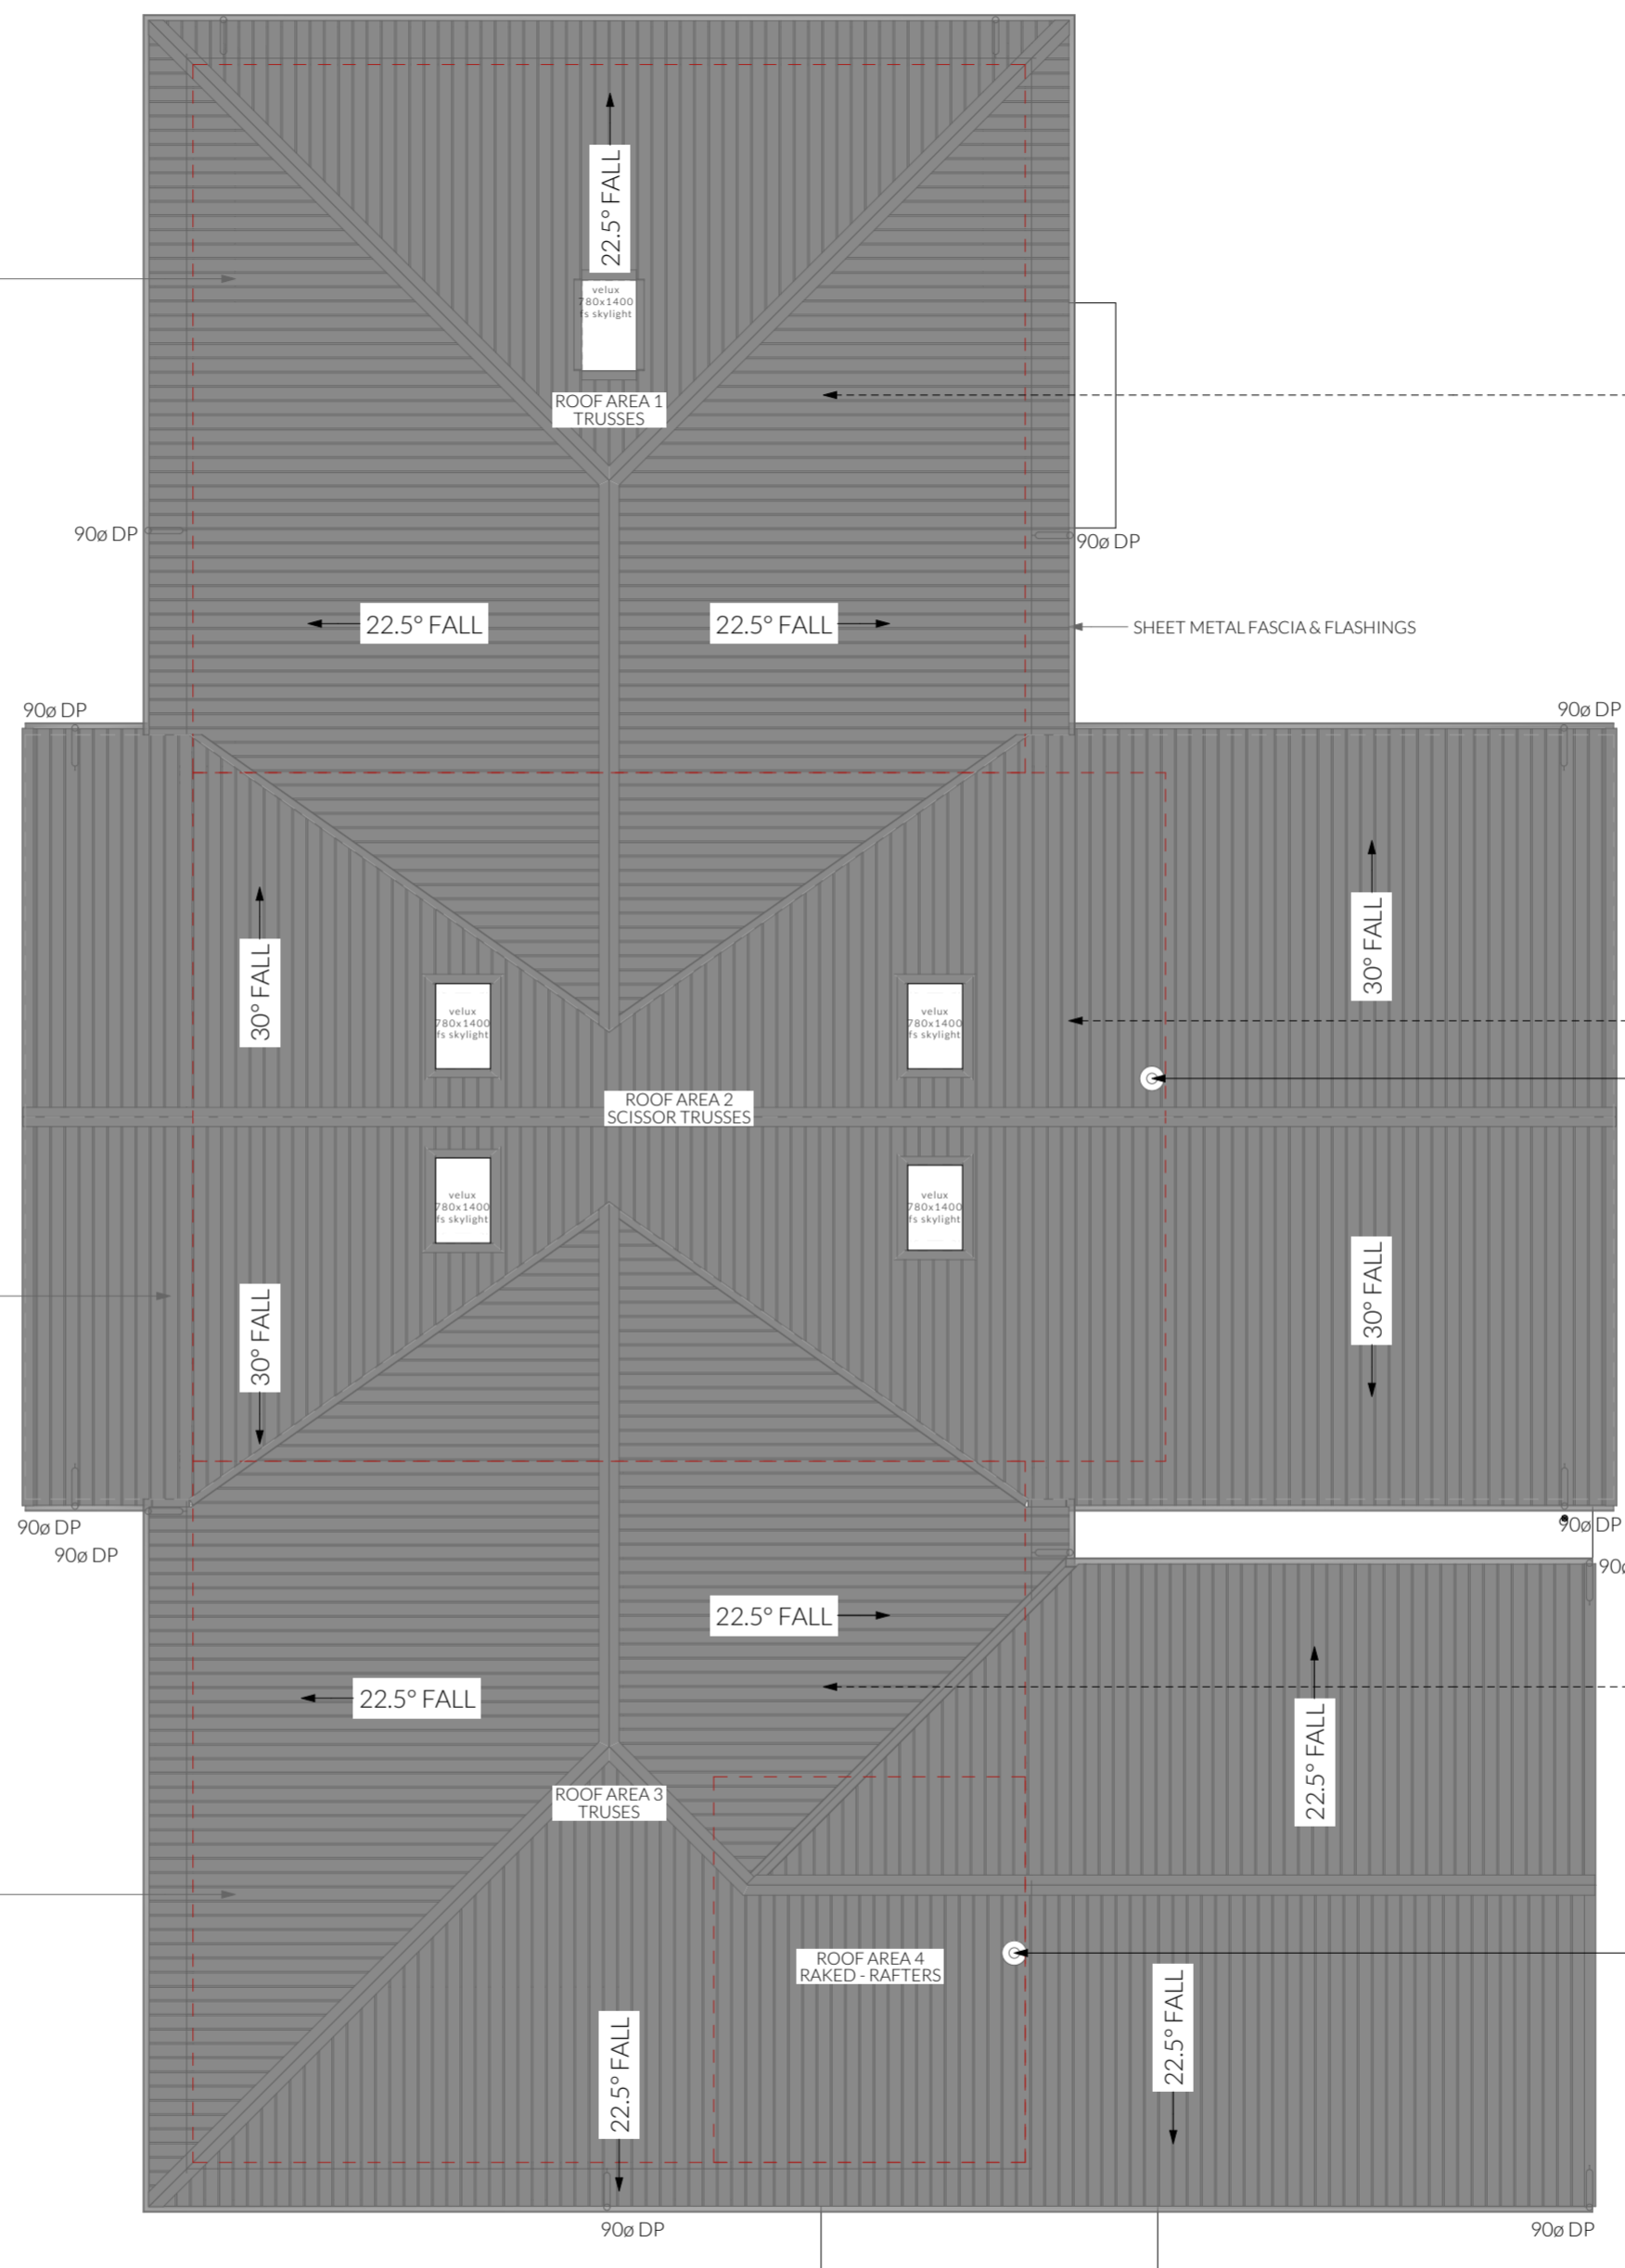 22.5° FALL
velux
780x1400
fs skylight
ROOF AREA 1
TRUSSES
90ø DP
90ø DP
22.5° FALL
22.5° FALL
SHEET METAL FASCIA & FLASHINGS
90ø DP
90ø DP
30° FALL
30° FALL
velux
780x1400
fs skylight
velux
780x1400
fs skylight
ROOF AREA 2
SCISSOR TRUSSES
velux
780x1400
fs skylight
velux
780x1400
fs skylight
30° FALL
30° FALL
90ø DP
90ø DP
90ø DP
90ø
22.5° FALL
22.5° FALL
22.5° FALL
ROOF AREA 3
TRUSES
ROOF AREA 4
RAKED - RAFTERS
22.5° FALL
22.5° FALL
90ø DP
90ø DP